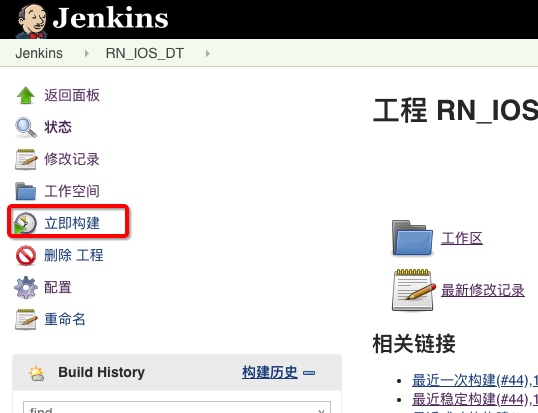 Jenkins
Jenkins RN_IOS_DT
返回面板
状态
修改记录
工作空间
立即构建
删除 工程
配置
重命名
Build History 构建历史
find
工程 RN_IOS
工作区
最新修改记录
相关链接
最近一次构建(#44),1
最近稳定构建(#44),